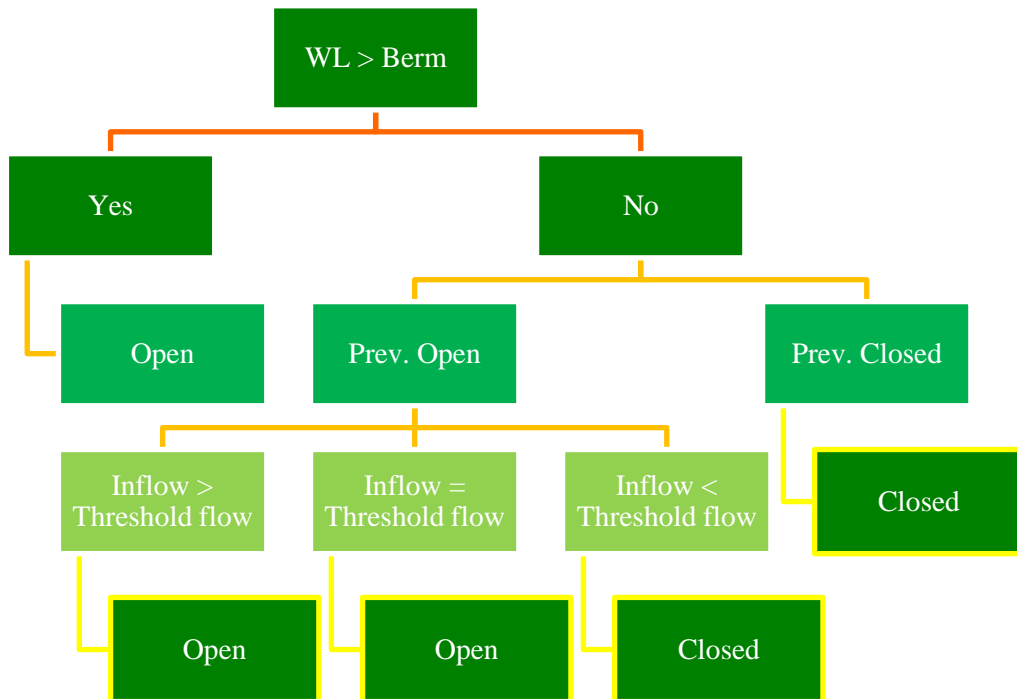 WL > Berm
Yes
No
Open
Prev. Open
Prev. Closed
Inflow >
Threshold flow
Inflow =
Threshold flow
Inflow <
Threshold flow
Closed
Open
Open
Closed